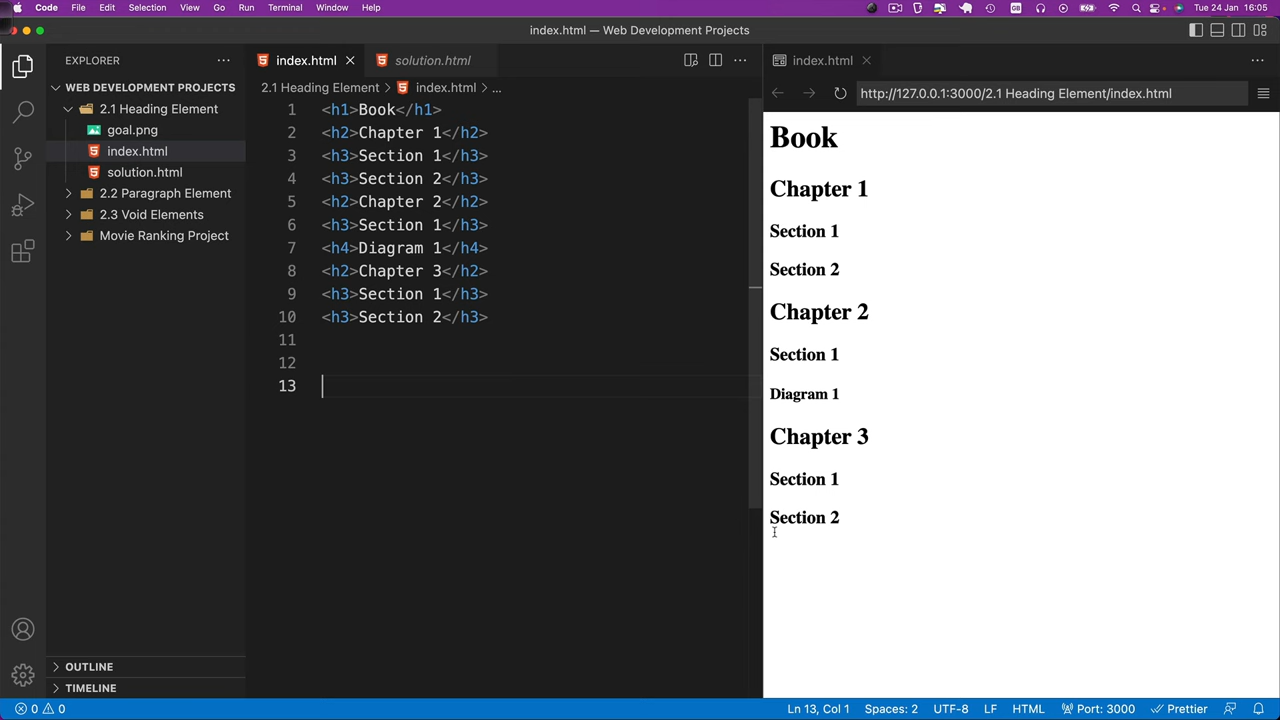 Code File Edit Selection View Go Run Terminal Window Help
GB
Tue 24 Jan 16:05
index.html — Web Development Projects
EXPLORER
WEB DEVELOPMENT PROJECTS
2.1 Heading Element
goal.png
index.html
solution.html
2.2 Paragraph Element
2.3 Void Elements
Movie Ranking Project
OUTLINE
TIMELINE
index.html
solution.html
2.1 Heading Element > index.html > ...
1 <h1>Book</h1>
2 <h2>Chapter 1</h2>
3 <h3>Section 1</h3>
4 <h3>Section 2</h3>
5 <h2>Chapter 2</h2>
6 <h3>Section 1</h3>
7 <h4>Diagram 1</h4>
8 <h2>Chapter 3</h2>
9 <h3>Section 1</h3>
10 <h3>Section 2</h3>
11
12
13
index.html
http://127.0.0.1:3000/2.1 Heading Element/index.html
Book
Chapter 1
Section 1
Section 2
Chapter 2
Section 1
Diagram 1
Chapter 3
Section 1
Section 2
0 0
Ln 13, Col 1 Spaces: 2 UTF-8 LF HTML Port: 3000 Prettier